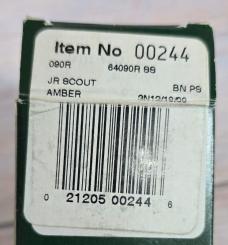 Item No 00244
090R 64090R SS
JR SCOUT BN PS
AMBER
0 21205 00244 6